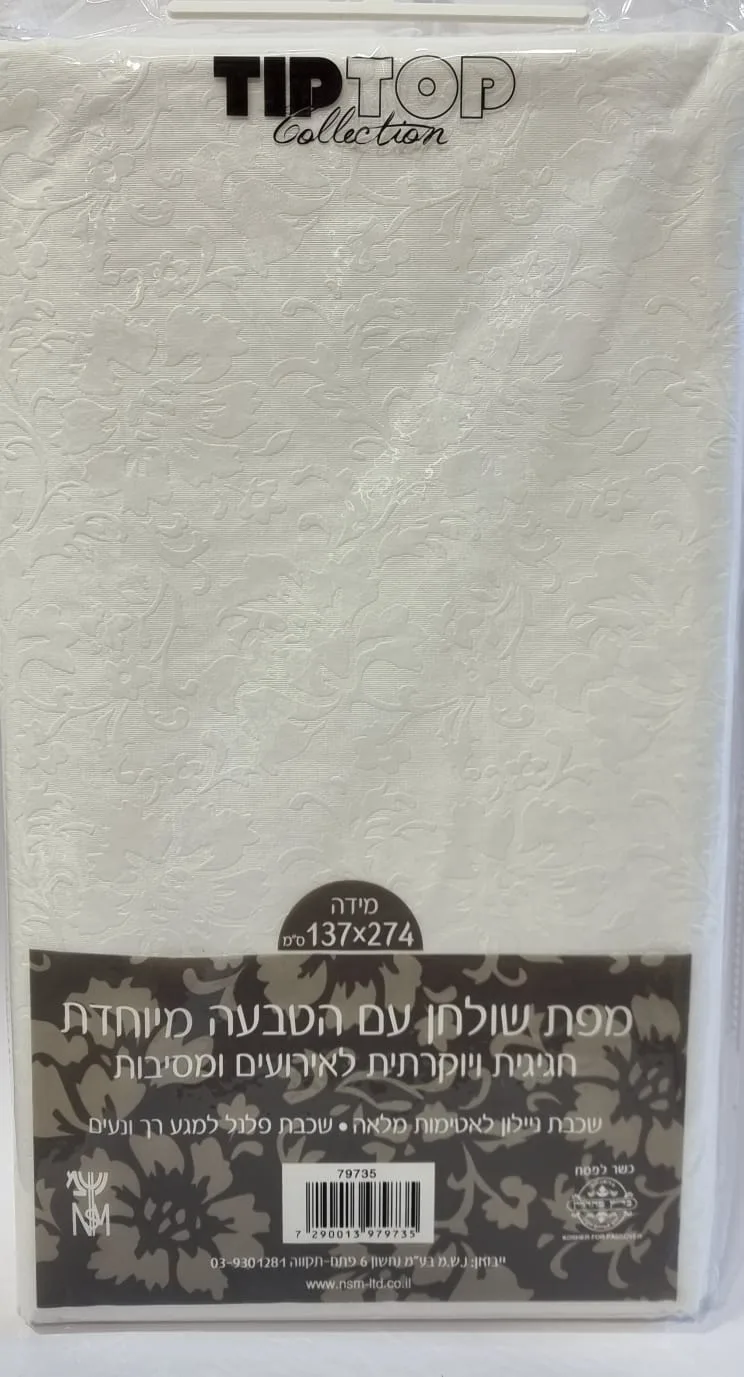 TIPTOP
Collection
מידה
137x274 ס"מ
מפת שולחן עם הטבעה מיוחדת
חגיגית ויוקרתית לאירועים ומסיבות
שכבת ניילון לאטימות מלאה • שכבת פלנל למגע רך ונעים
79735
7 290013 979735
כשר לפסח
KOSHER FOR PASSOVER
NSM
יבואן: נ.ש.מ בע"מ נחשון 6 פתח-תקווה 03-9301281
www.nsm-ltd.co.il